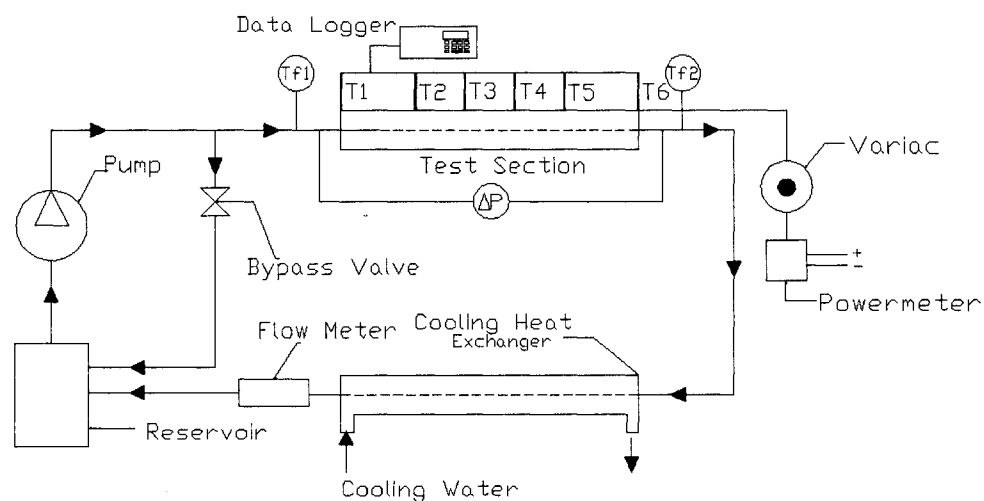 Data Logger
Tf1
T1 T2 T3 T4 T5 T6
Tf2
Pump
Test Section
Variac
ΔP
Bypass Valve
+
-
Powermeter
Flow Meter
Cooling Heat
Exchanger
Reservoir
Cooling Water